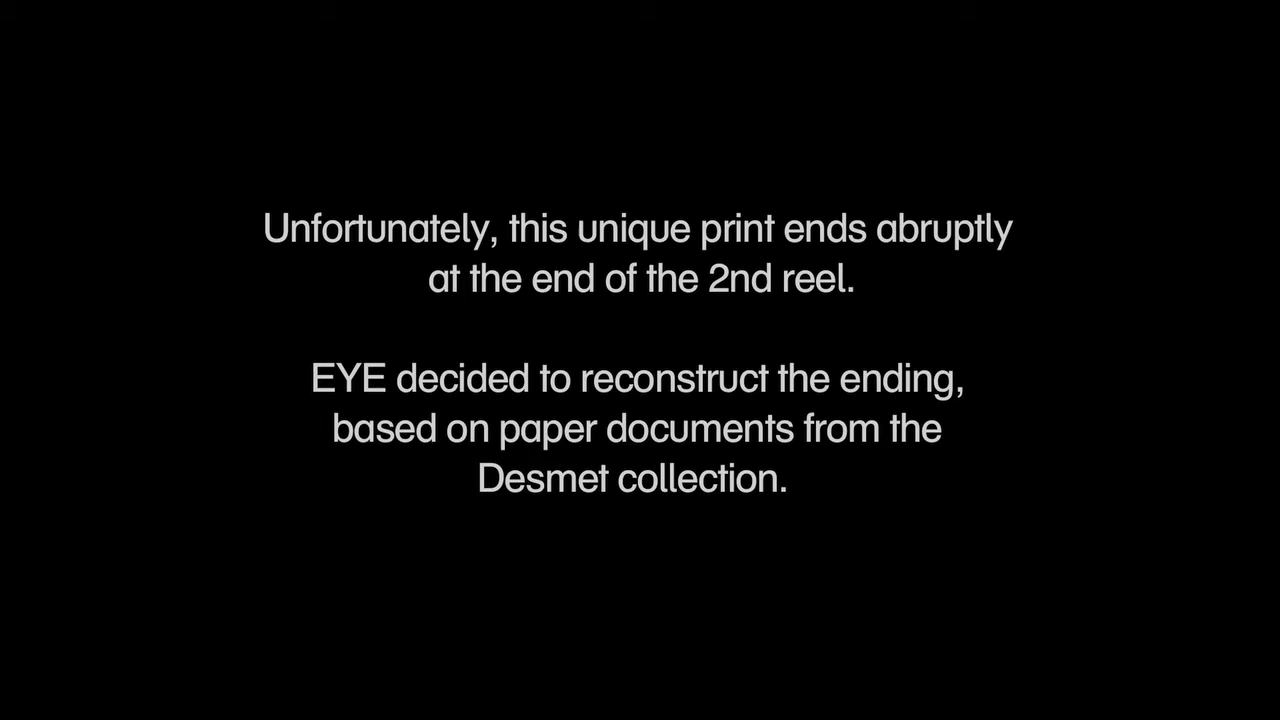 Unfortunately, this unique print ends abruptly
at the end of the 2nd reel.
EYE decided to reconstruct the ending,
based on paper documents from the
Desmet collection.